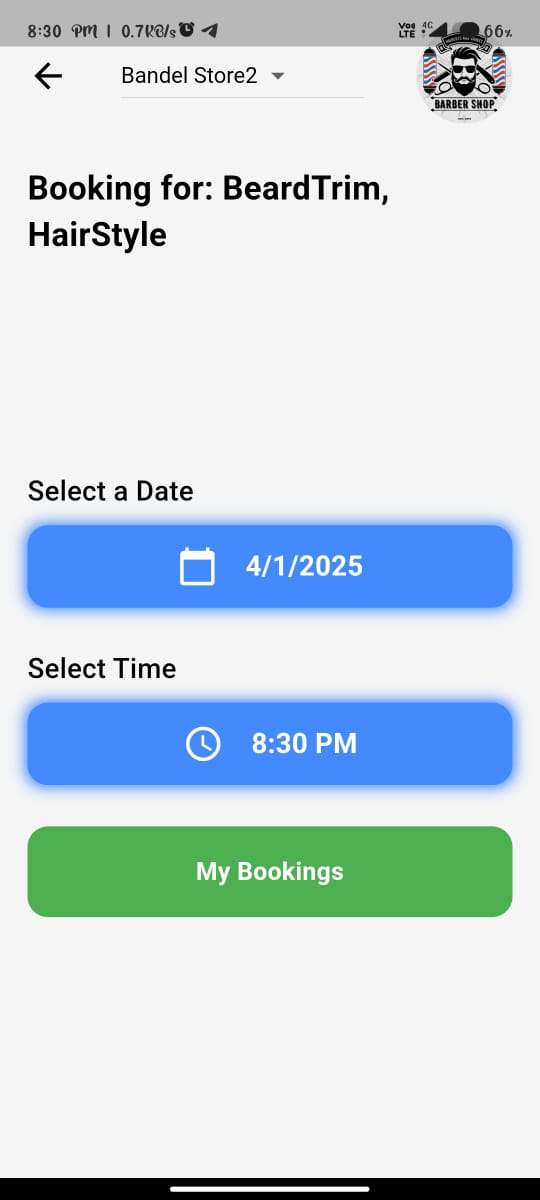 8:30 PM | 0.7KB/s
Vo4 LTE 4G 66%
Bandel Store2
BARBER SHOP
Booking for: BeardTrim,
HairStyle
Select a Date
4/1/2025
Select Time
8:30 PM
My Bookings